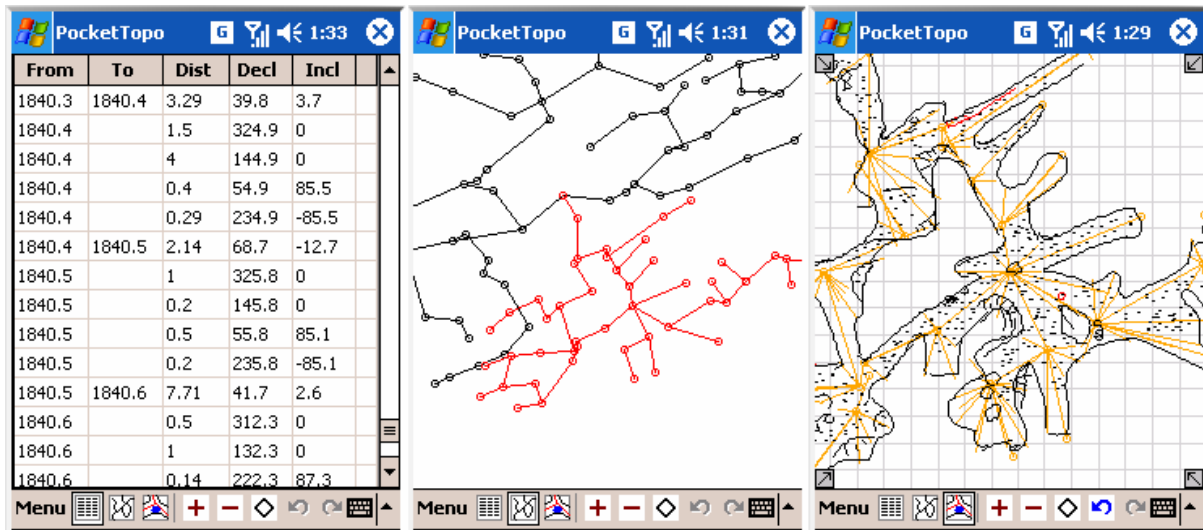 PocketTopo G 1:33
From To Dist Decl Incl
1840.3 1840.4 3.29 39.8 3.7
1840.4 1.5 324.9 0
1840.4 4 144.9 0
1840.4 0.4 54.9 85.5
1840.4 0.29 234.9 -85.5
1840.4 1840.5 2.14 68.7 -12.7
1840.5 1 325.8 0
1840.5 0.2 145.8 0
1840.5 0.5 55.8 85.1
1840.5 0.2 235.8 -85.1
1840.5 1840.6 7.71 41.7 2.6
1840.6 0.5 312.3 0
1840.6 1 132.3 0
1840.6 0.14 222.3 87.3
Menu
PocketTopo G 1:31
Menu
PocketTopo G 1:29
Menu